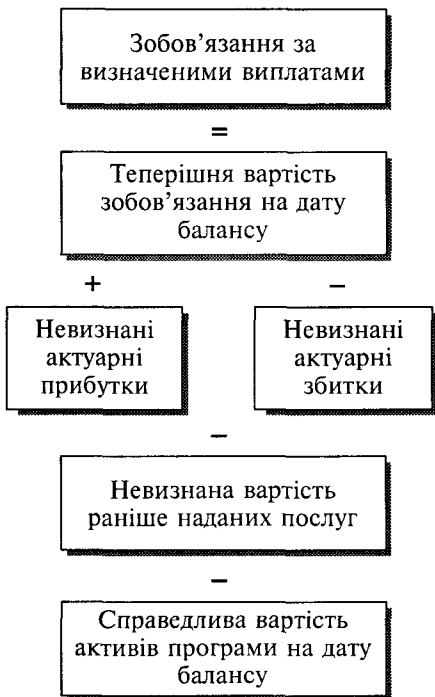 Зобов’язання за
визначеними виплатами
=
Теперішня вартість
зобов’язання на дату
балансу
+
Невизнані
актуарні
прибутки
–
Невизнані
актуарні
збитки
–
Невизнана вартість
раніше наданих послуг
–
Справедлива вартість
активів програми на дату
балансу